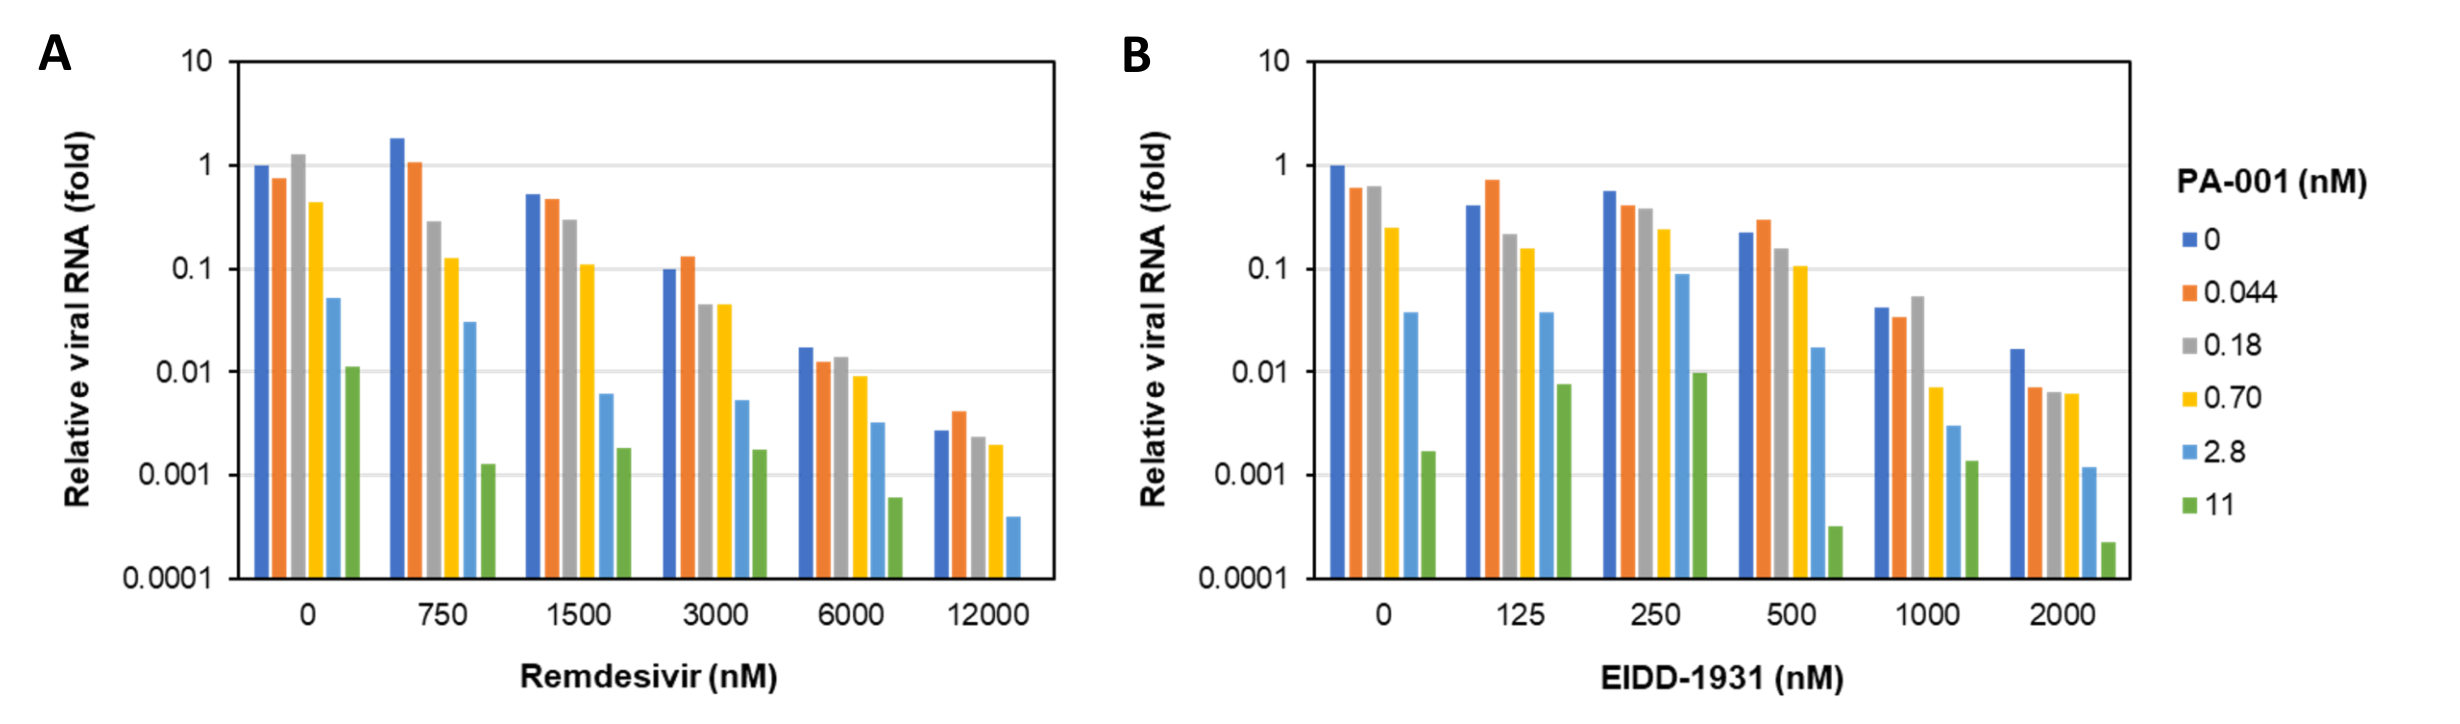 A
10
1
0.1
0.01
0.001
0.0001
Relative viral RNA (fold)
0 750 1500 3000 6000 12000
Remdesivir (nM)
B
10
1
0.1
0.01
0.001
0.0001
Relative viral RNA (fold)
0 125 250 500 1000 2000
EIDD-1931 (nM)
PA-001 (nM)
0
0.044
0.18
0.70
2.8
11